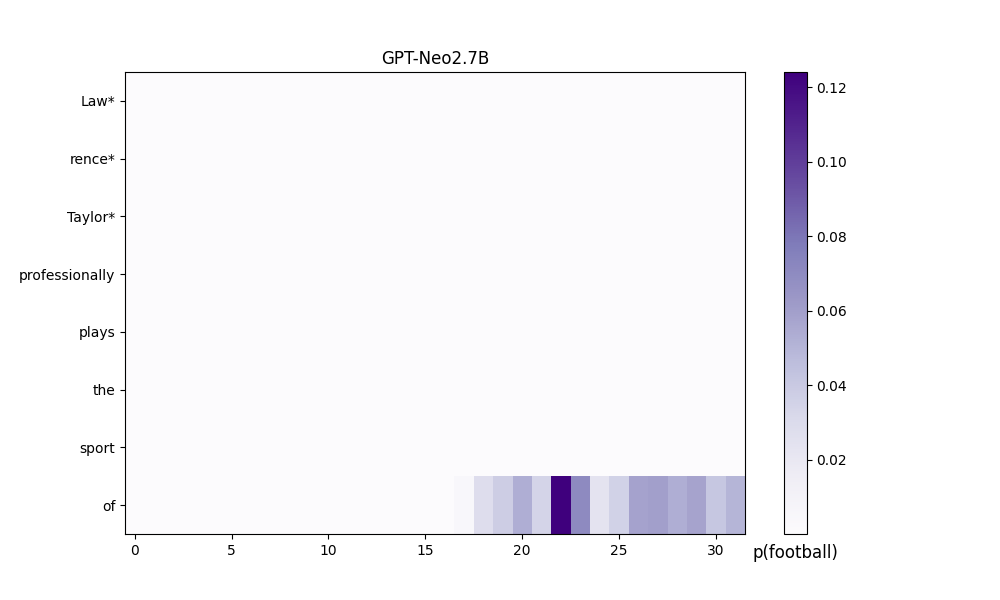 GPT-Neo2.7B
Law*
rence*
Taylor*
professionally
plays
the
sport
of
0 5 10 15 20 25 30
0.12
0.10
0.08
0.06
0.04
0.02
p(football)